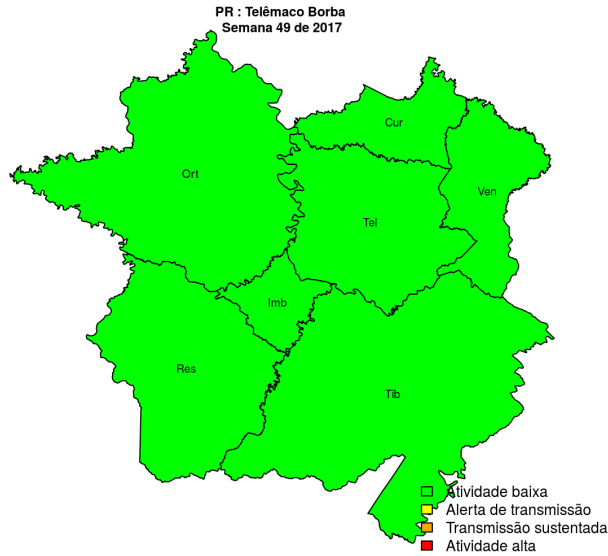 PR : Telêmaco Borba
Semana 49 de 2017
Cur
Ort
Ven
Tel
Imb
Res
Tib
Atividade baixa
Alerta de transmissão
Transmissão sustentada
Atividade alta